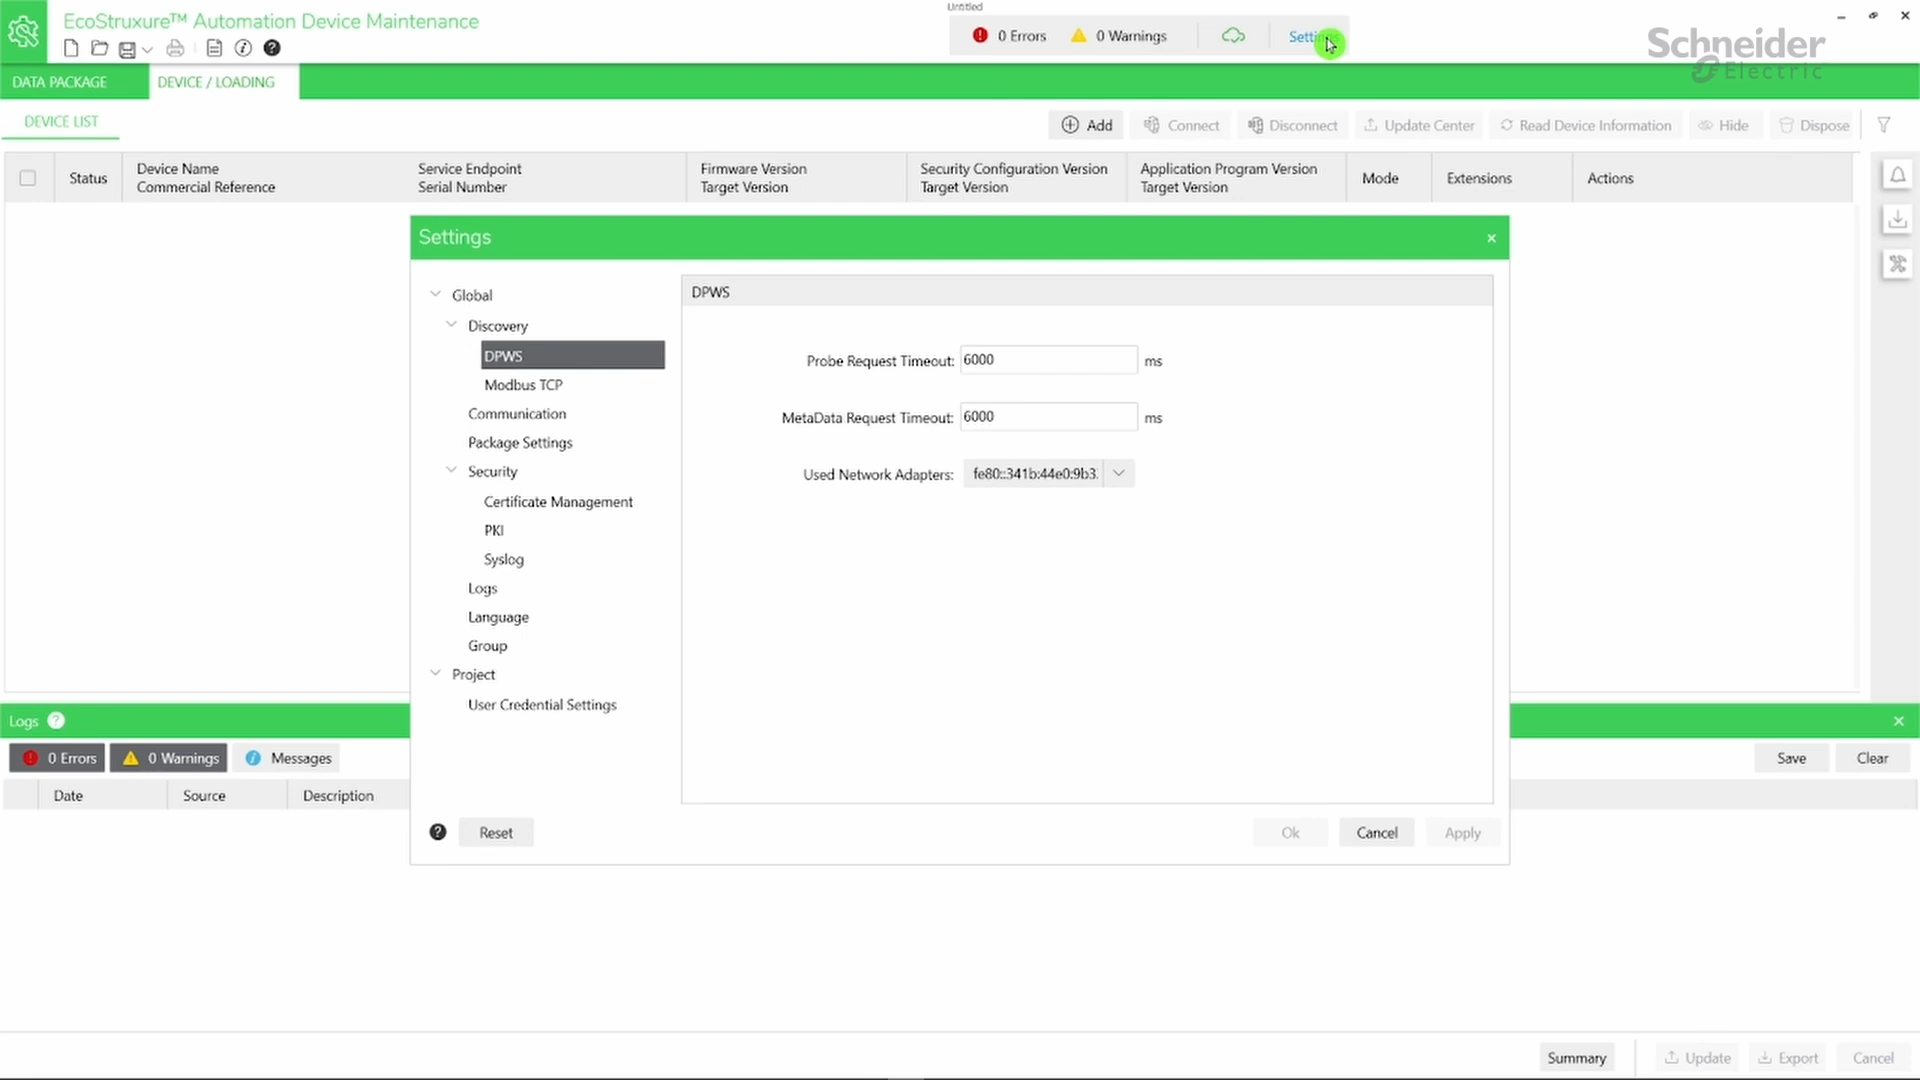 Untitled
EcoStruxure™ Automation Device Maintenance
0 Errors
0 Warnings
Settings
Schneider
Electric
DATA PACKAGE
DEVICE / LOADING
DEVICE LIST
Add
Connect
Disconnect
Update Center
Read Device Information
Hide
Dispose
Status
Device Name
Commercial Reference
Service Endpoint
Serial Number
Firmware Version
Target Version
Security Configuration Version
Target Version
Application Program Version
Target Version
Mode
Extensions
Actions
Settings
Global
Discovery
DPWS
Modbus TCP
Communication
Package Settings
Security
Certificate Management
PKI
Syslog
Logs
Language
Group
Project
User Credential Settings
DPWS
Probe Request Timeout: 6000 ms
MetaData Request Timeout: 6000 ms
Used Network Adapters: fe80::341b:44e0:9b3
Reset
Ok
Cancel
Apply
Logs
0 Errors
0 Warnings
Messages
Save
Clear
Date
Source
Description
Summary
Update
Export
Cancel